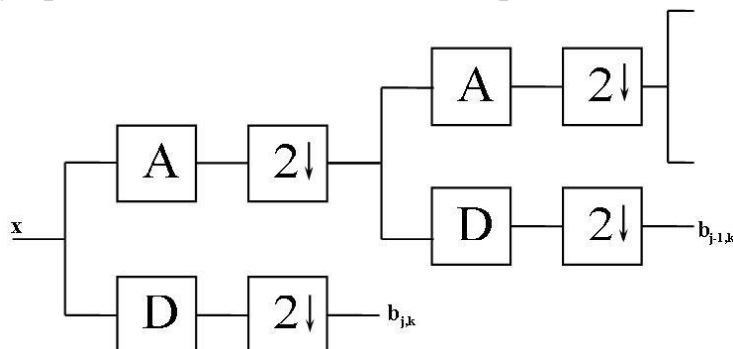 A 2↓
A 2↓
x
D 2↓ b_{j-1,k}
D 2↓ b_{j,k}